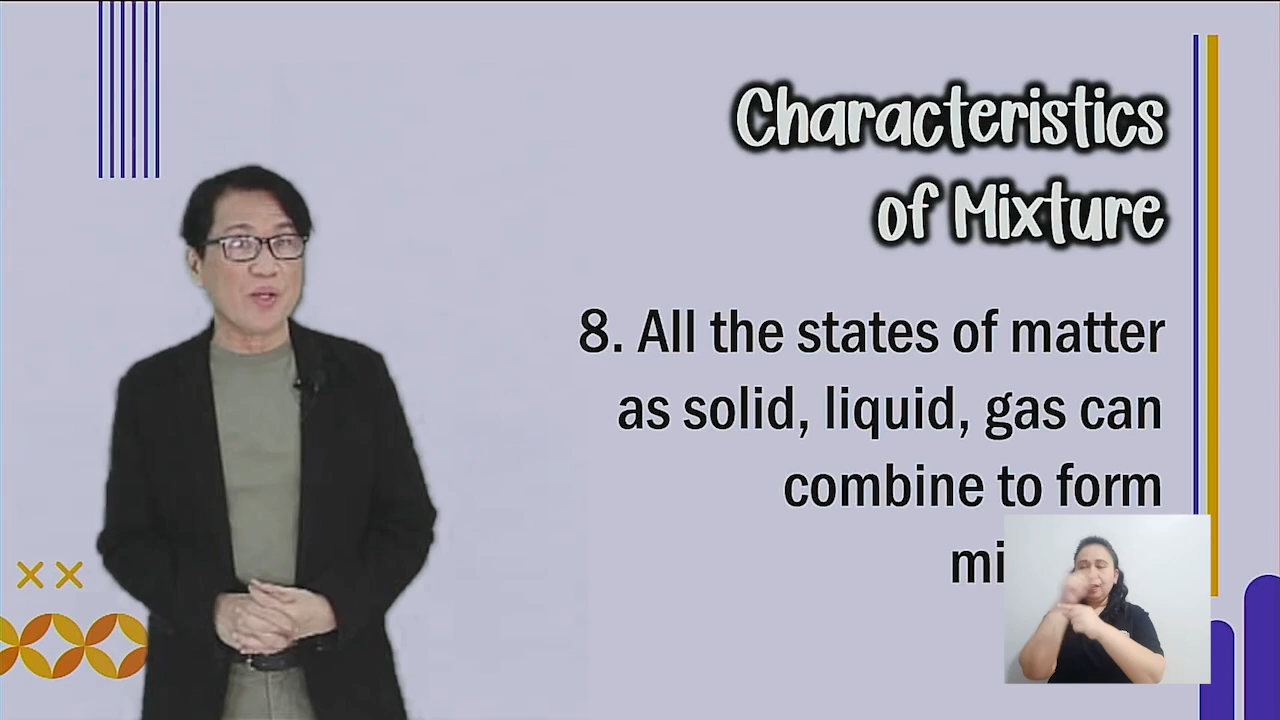 Characteristics
of Mixture
8. All the states of matter
as solid, liquid, gas can
combine to form